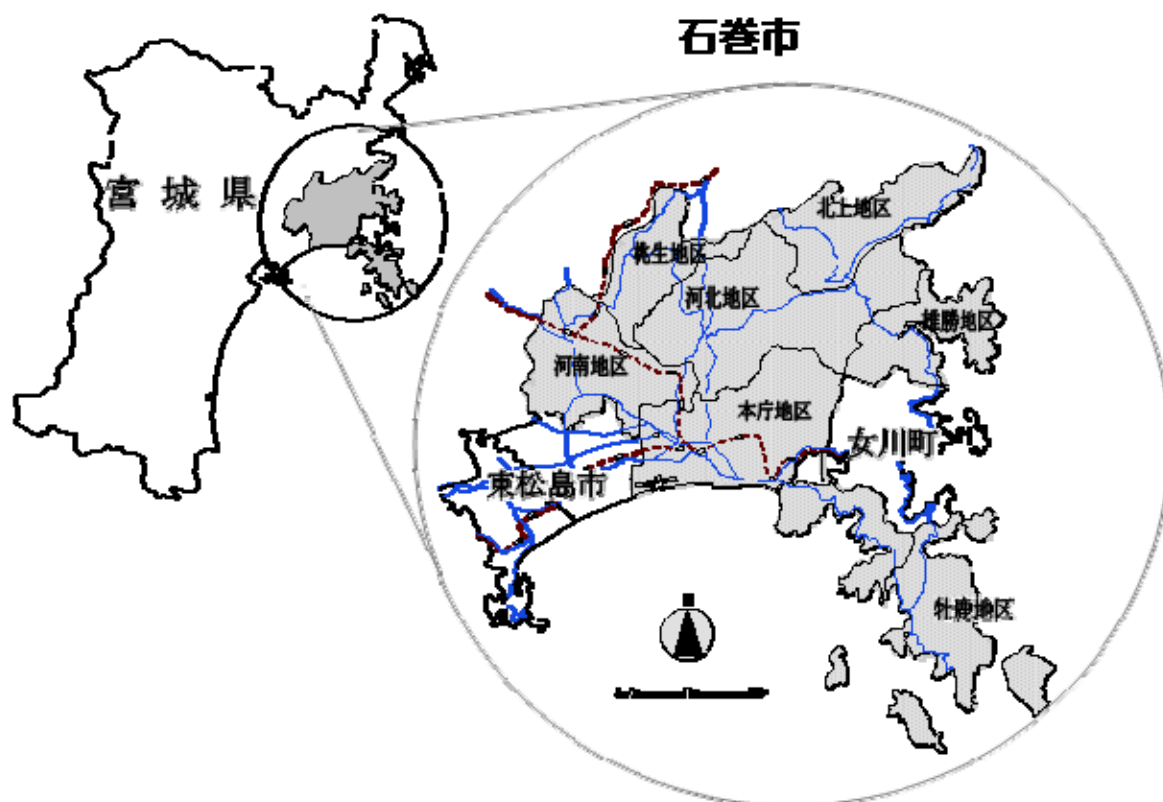 石巻市
宮城県
北上地区
桃生地区
河北地区
雄勝地区
河南地区
本庁地区
女川町
東松島市
牡鹿地区